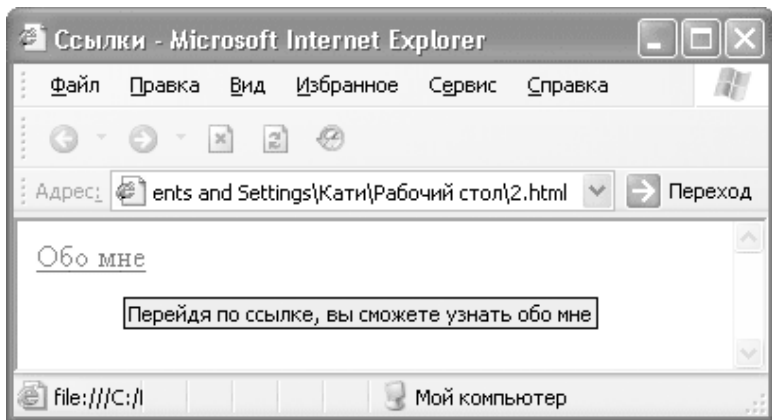 Ссылки - Microsoft Internet Explorer
Файл Правка Вид Избранное Сервис Справка
Адрес: ents and Settings\Кати\Рабочий стол\2.html Переход
Обо мне
Перейдя по ссылке, вы сможете узнать обо мне
file:///C:/I Мой компьютер